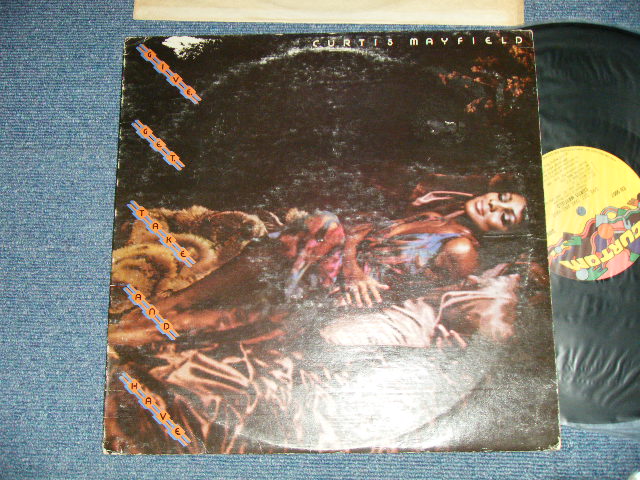 CURTIS MAYFIELD
GIVE
GET
TAKE
AND
HAVE
CURTOM